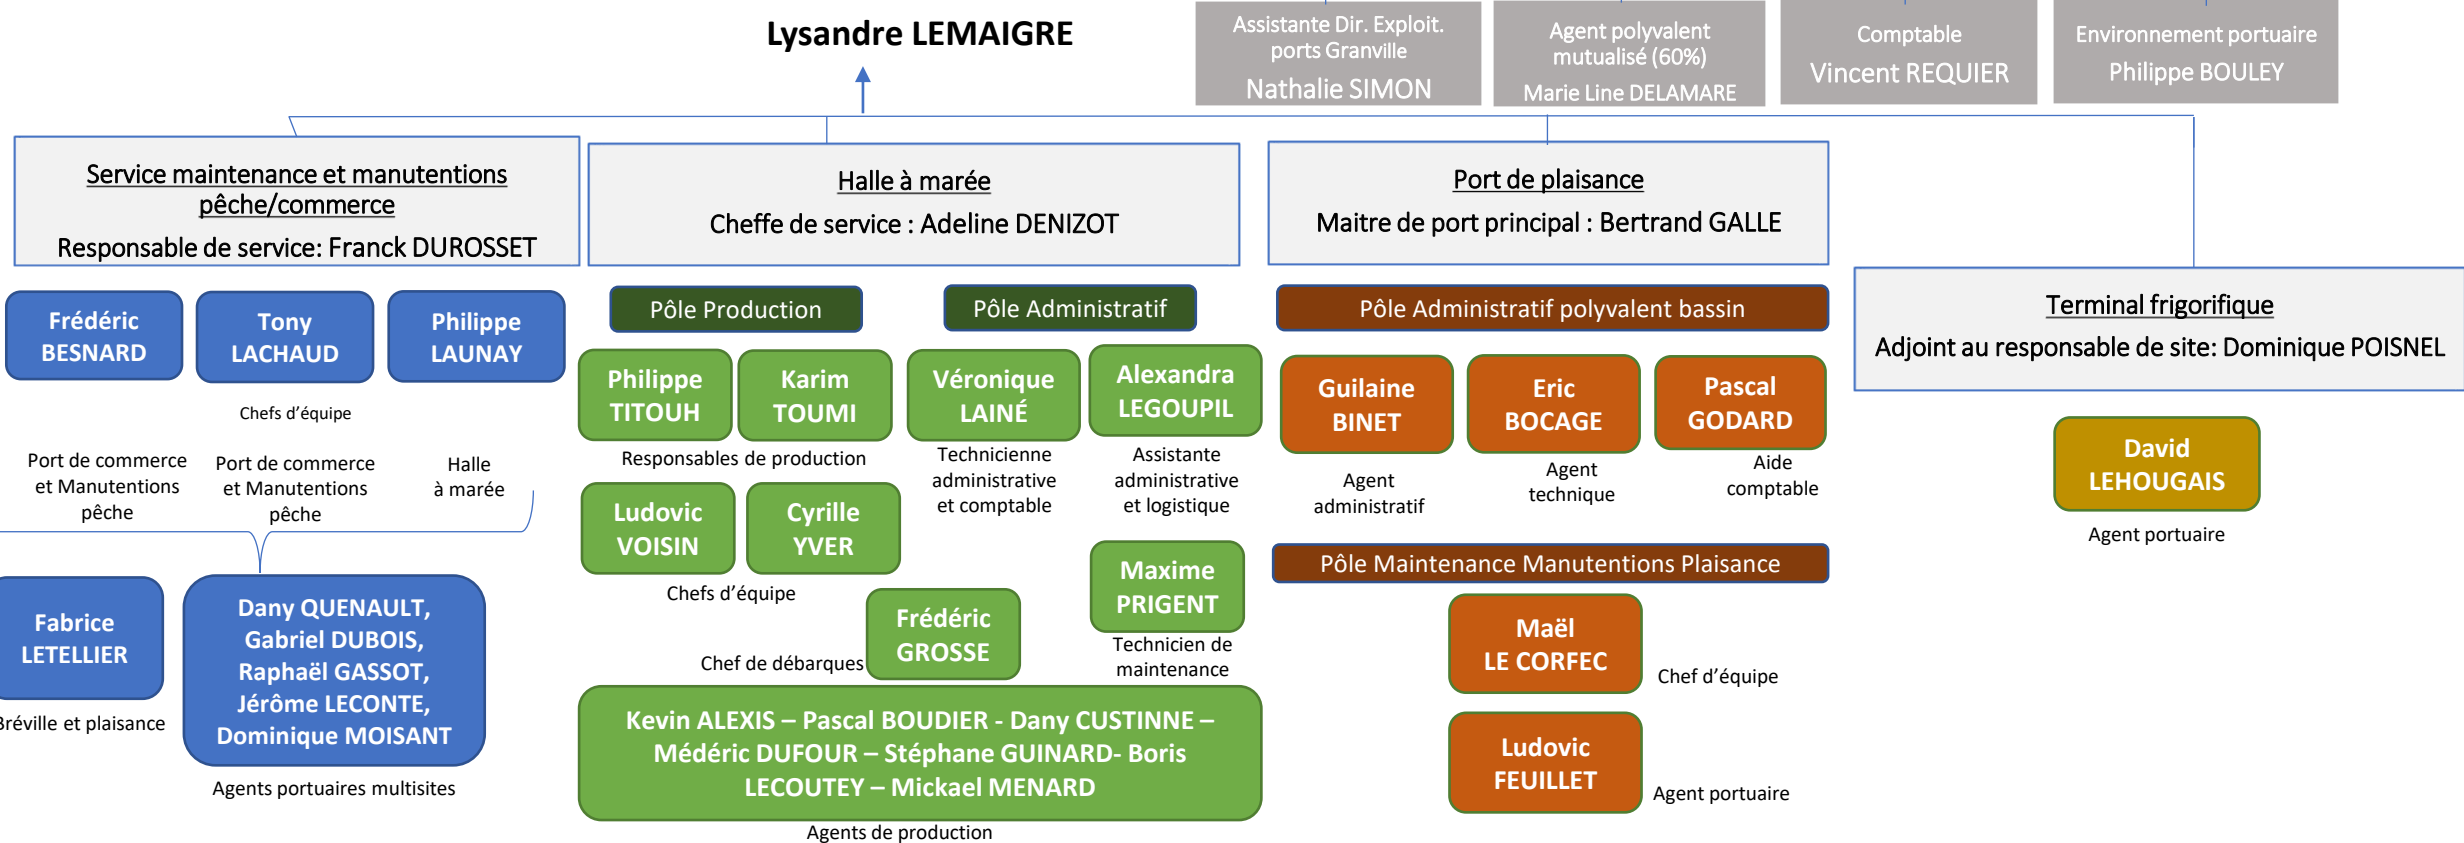 Lysandre LEMAIGRE
Assistante Dir. Exploit.
ports Granville
Nathalie SIMON
Agent polyvalent
mutualisé (60%)
Marie Line DELAMARE
Comptable
Vincent REQUIER
Environnement portuaire
Philippe BOULEY
Service maintenance et manutentions
pêche/commerce
Responsable de service: Franck DUROSSET
Halle à marée
Cheffe de service : Adeline DENIZOT
Port de plaisance
Maitre de port principal : Bertrand GALLE
Terminal frigorifique
Adjoint au responsable de site: Dominique POISNEL
Frédéric
BESNARD
Tony
LACHAUD
Philippe
LAUNAY
Chefs d'équipe
Port de commerce
et Manutentions
pêche
Port de commerce
et Manutentions
pêche
Halle
à marée
Fabrice
LETELLIER
Bréville et plaisance
Dany QUENAULT,
Gabriel DUBOIS,
Raphaël GASSOT,
Jérôme LECONTE,
Dominique MOISANT
Agents portuaires multisites
Pôle Production
Philippe
TITOUH
Karim
TOUMI
Responsables de production
Ludovic
VOISIN
Cyrille
YVER
Chefs d'équipe
Chef de débarques
Frédéric
GROSSE
Pôle Administratif
Véronique
LAINÉ
Technicienne
administrative
et comptable
Alexandra
LEGOUPIL
Assistante
administrative
et logistique
Maxime
PRIGENT
Technicien de
maintenance
Kevin ALEXIS – Pascal BOUDIER - Dany CUSTINNE –
Médéric DUFOUR – Stéphane GUINARD- Boris
LECOUTEY – Mickael MENARD
Agents de production
Pôle Administratif polyvalent bassin
Guilaine
BINET
Agent
administratif
Eric
BOCAGE
Agent
technique
Pascal
GODARD
Aide
comptable
Pôle Maintenance Manutentions Plaisance
Maël
LE CORFEC
Chef d'équipe
Ludovic
FEUILLET
Agent portuaire
David
LEHOUGAIS
Agent portuaire